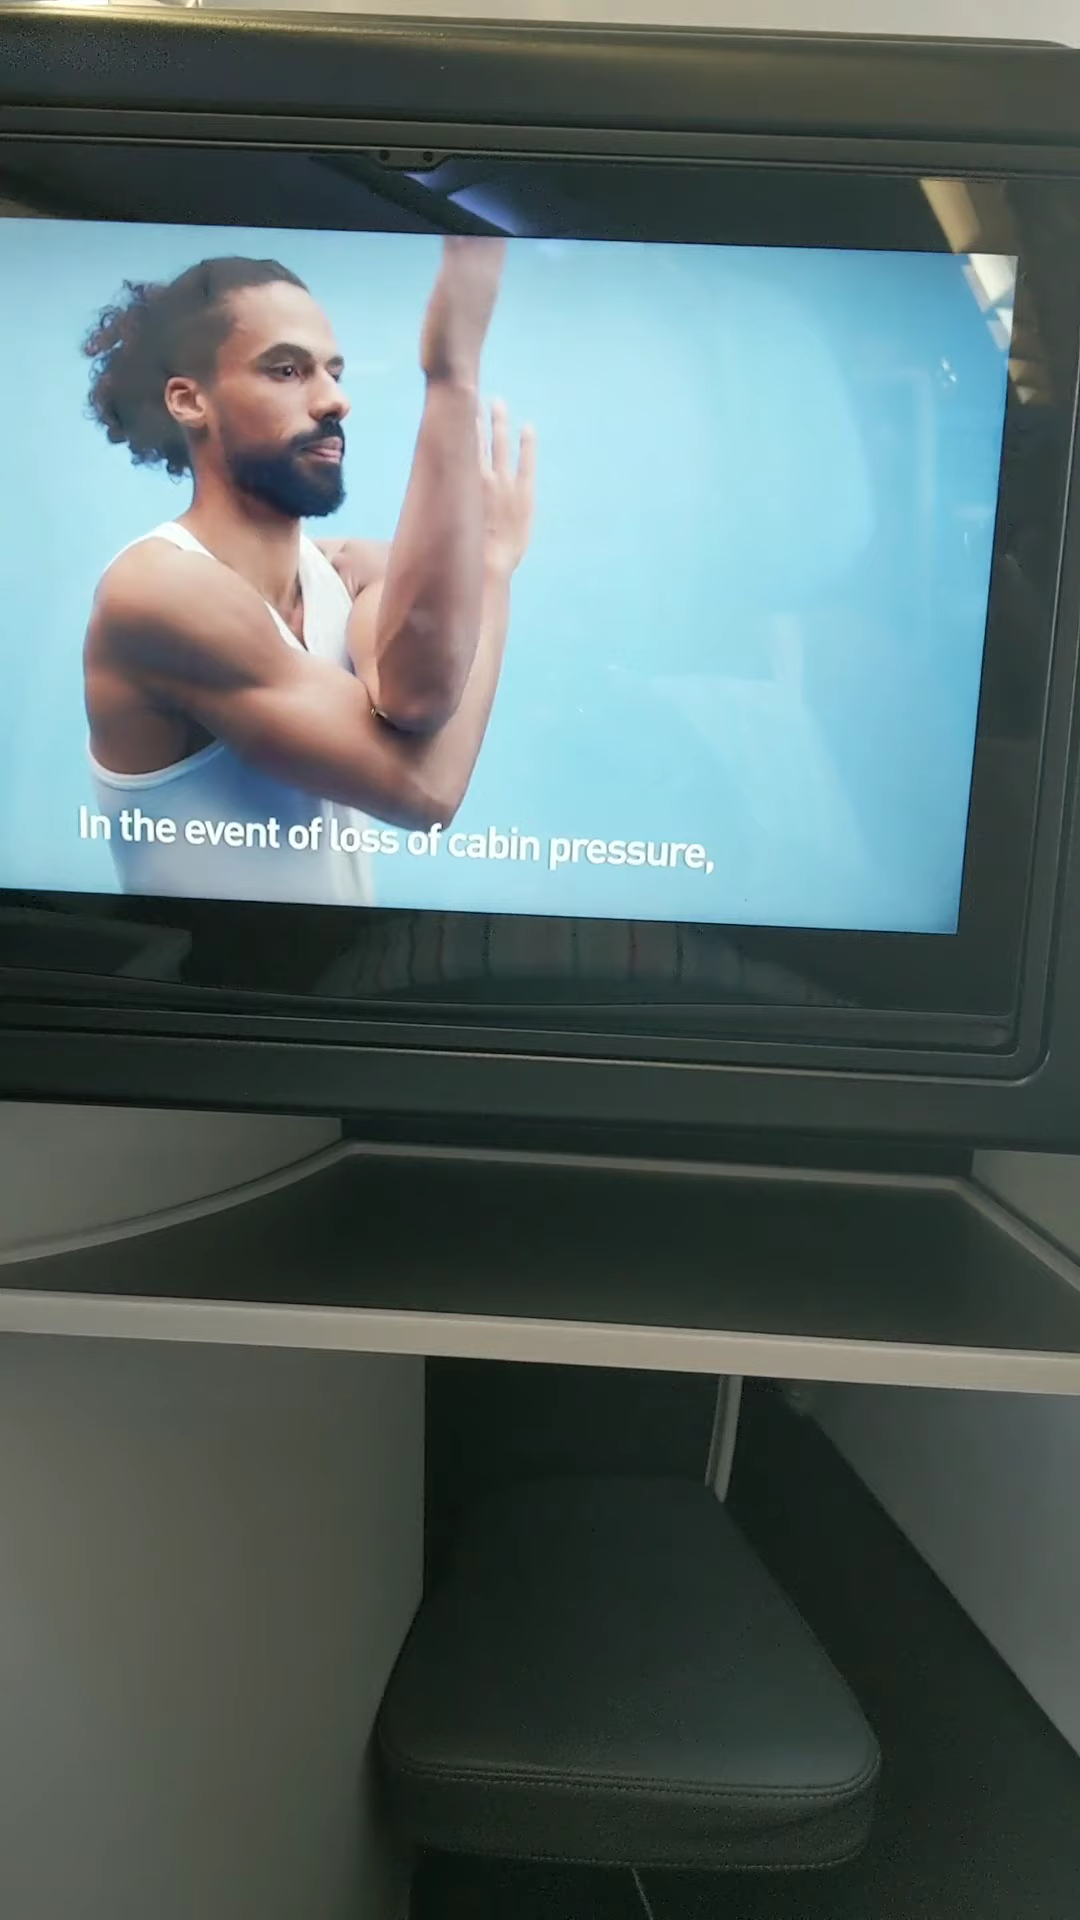 In the event of loss of cabin pressure,